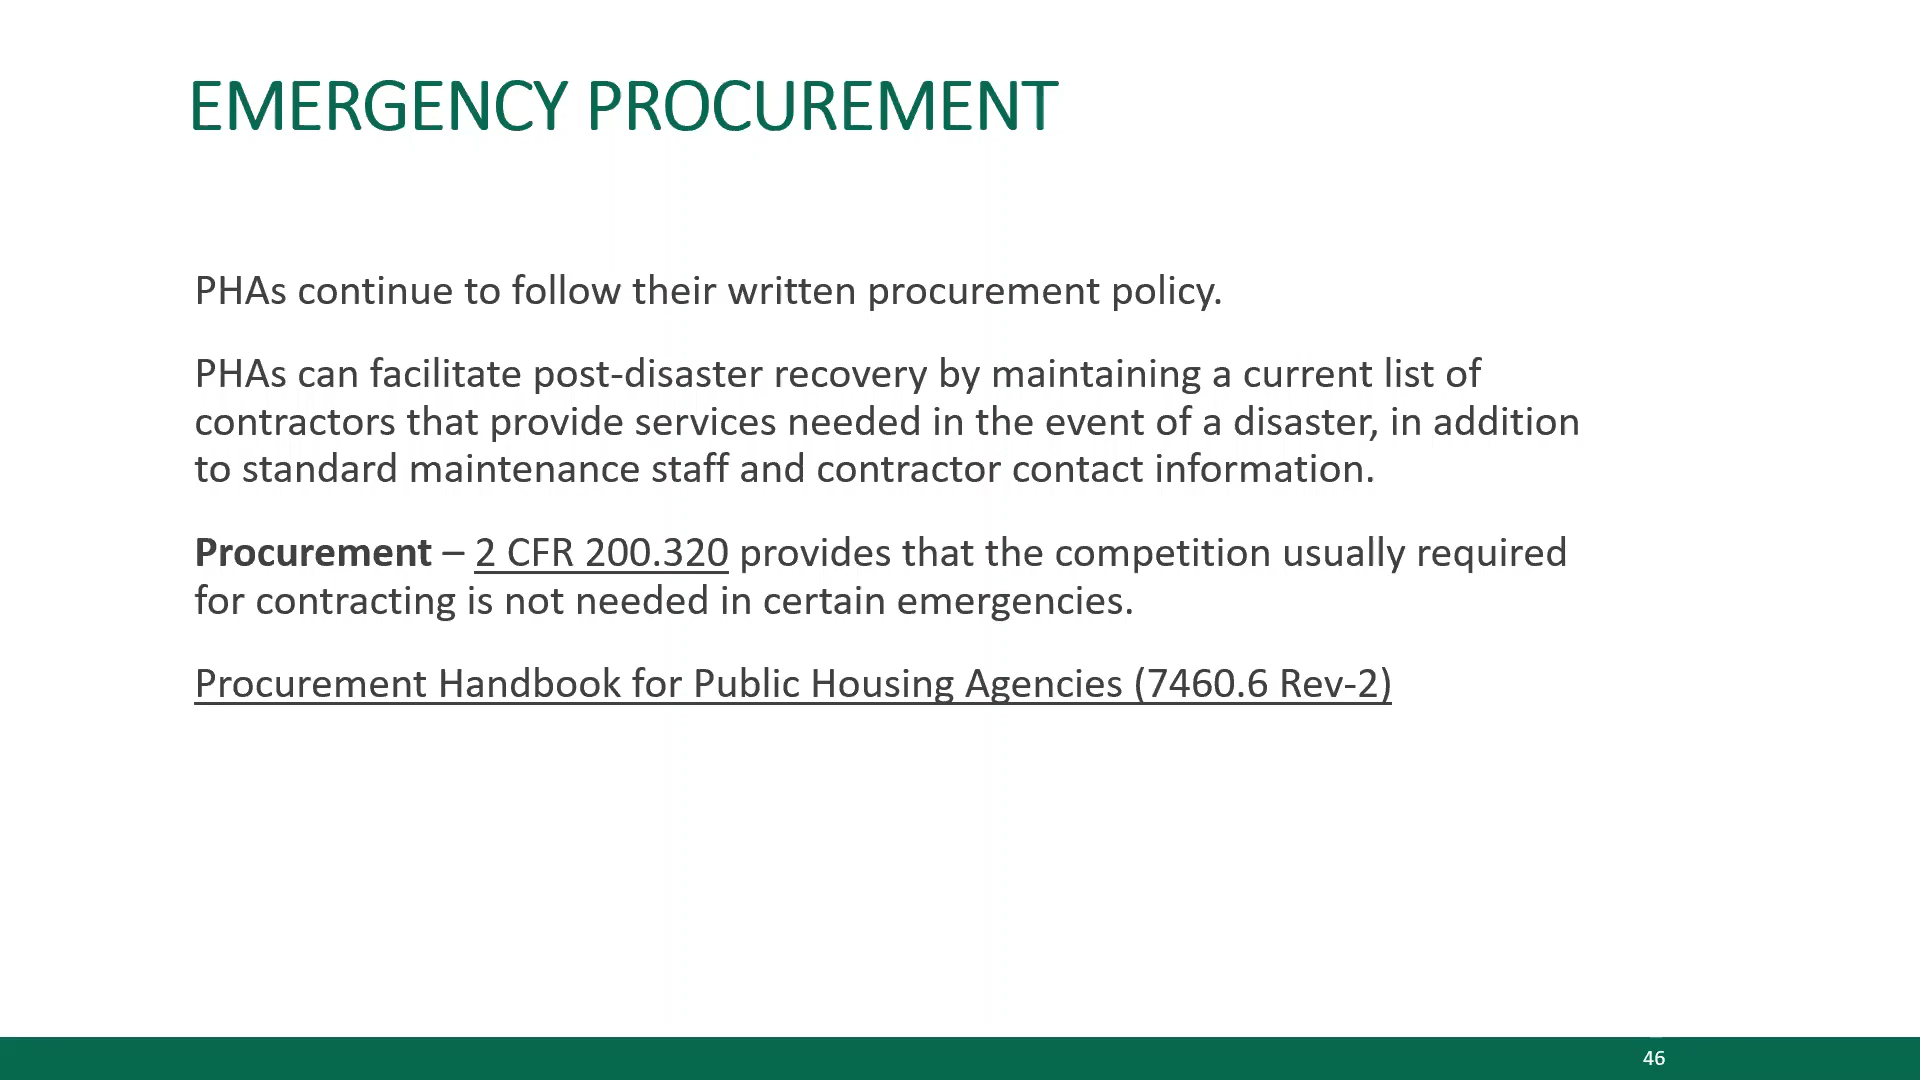 EMERGENCY PROCUREMENT
PHAs continue to follow their written procurement policy.
PHAs can facilitate post-disaster recovery by maintaining a current list of
contractors that provide services needed in the event of a disaster, in addition
to standard maintenance staff and contractor contact information.
Procurement – 2 CFR 200.320 provides that the competition usually required
for contracting is not needed in certain emergencies.
Procurement Handbook for Public Housing Agencies (7460.6 Rev-2)
46